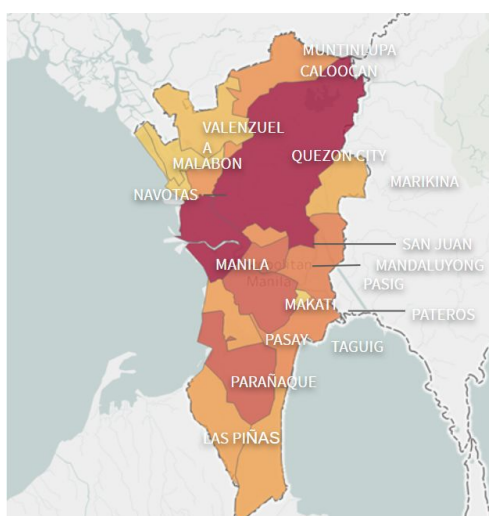 MUNTINLUPA
CALOOCAN
VALENZUEL
A
MALABON
QUEZON CITY
MARIKINA
NAVOTAS
SAN JUAN
MANILA
MANDALUYONG
Manila
PASIG
MAKATI
PATEROS
PASAY
TAGUIG
PARAÑAQUE
LAS PIÑAS